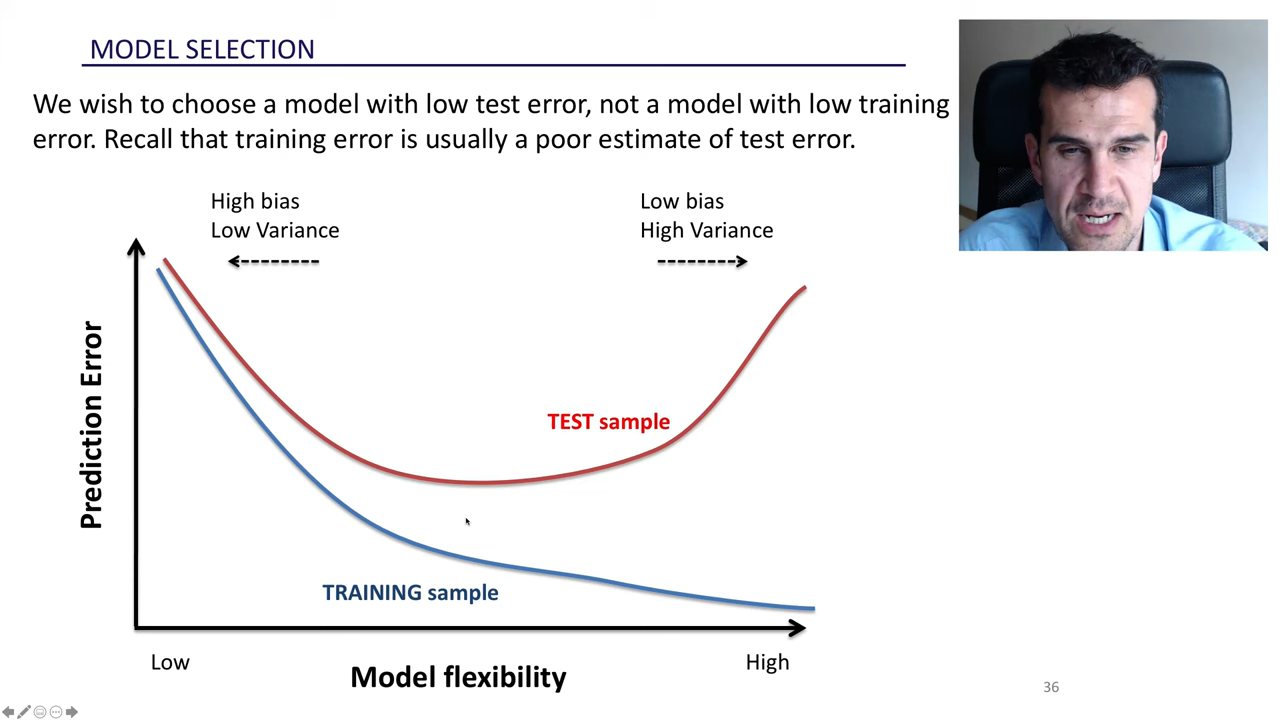 MODEL SELECTION
We wish to choose a model with low test error, not a model with low training
error. Recall that training error is usually a poor estimate of test error.
High bias
Low Variance
Low bias
High Variance
Prediction Error
TEST sample
TRAINING sample
Low
High
Model flexibility
36